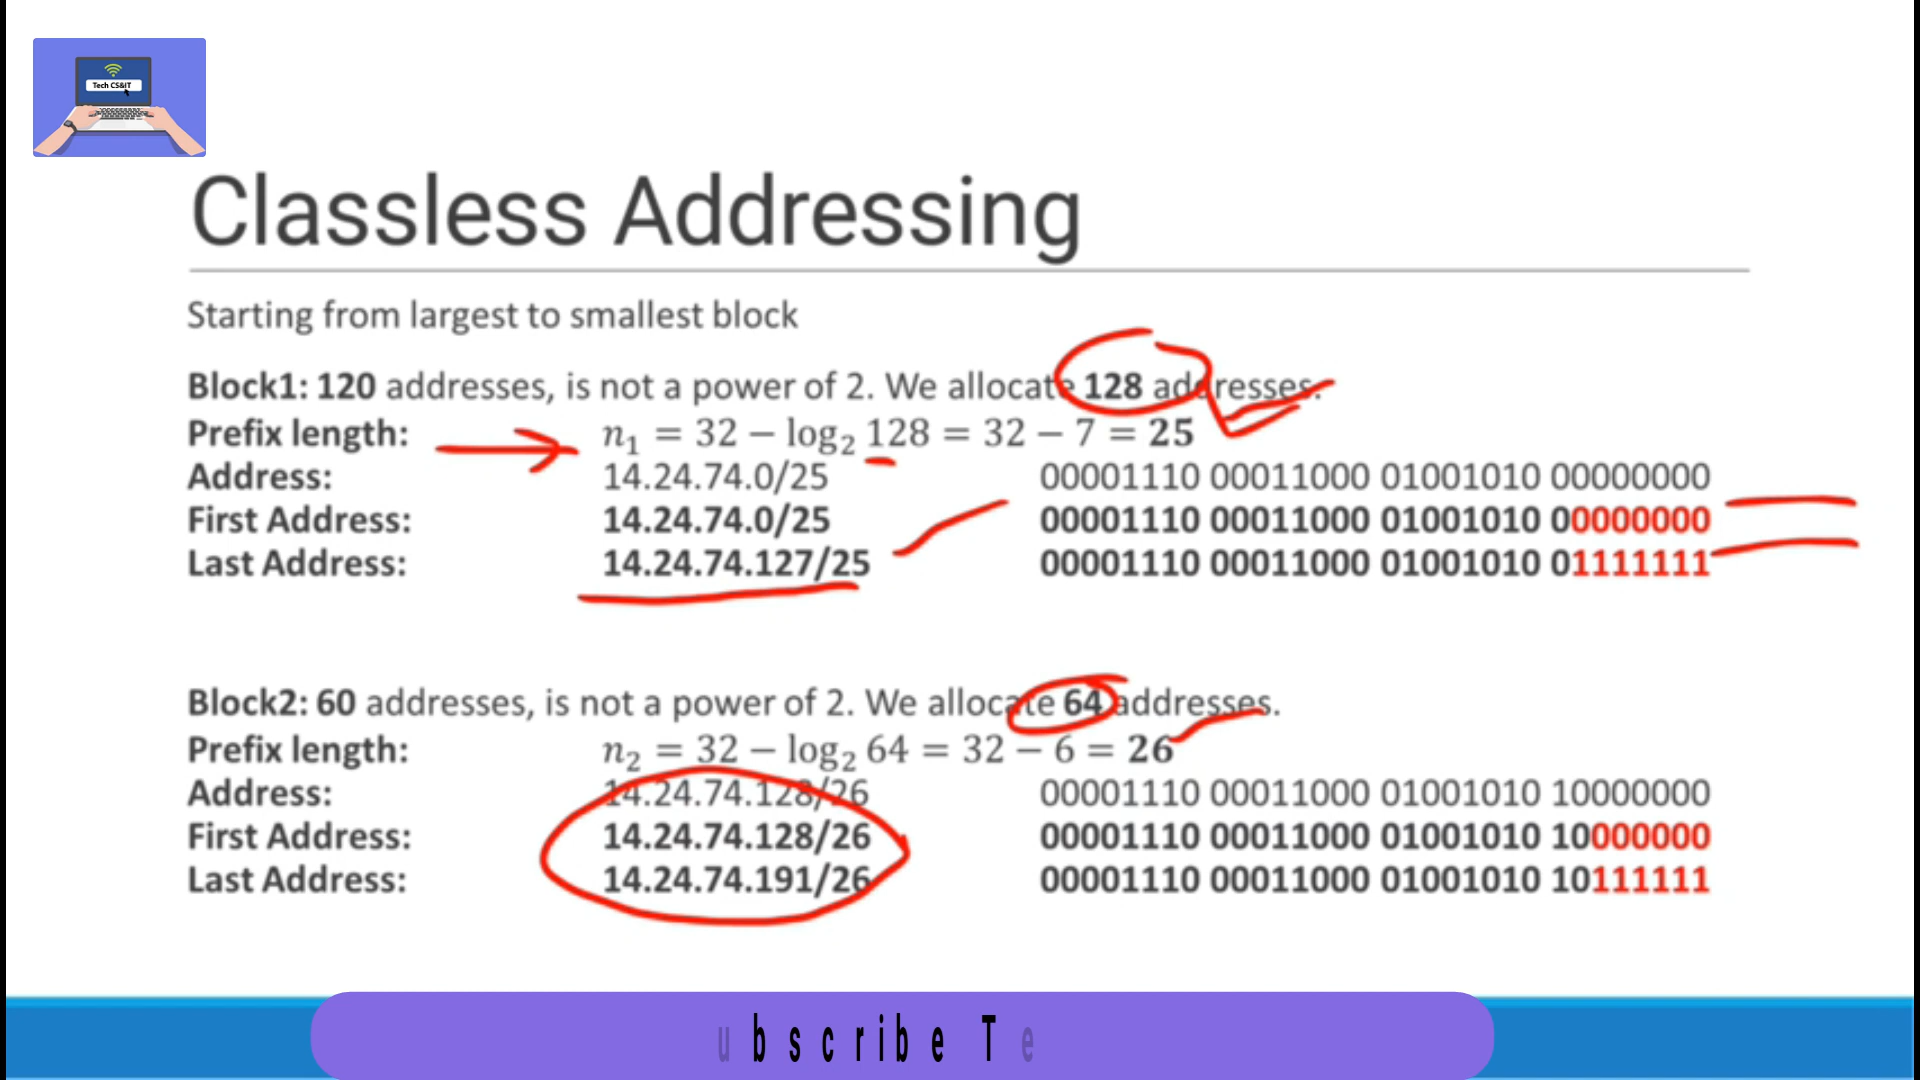 Tech CS&IT
Classless Addressing
Starting from largest to smallest block
Block1: 120 addresses, is not a power of 2. We allocate 128 addresses.
Prefix length: n₁ = 32 − log₂ 128 = 32 − 7 = 25
Address: 14.24.74.0/25 00001110 00011000 01001010 00000000
First Address: 14.24.74.0/25 00001110 00011000 01001010 00000000
Last Address: 14.24.74.127/25 00001110 00011000 01001010 01111111
Block2: 60 addresses, is not a power of 2. We allocate 64 addresses.
Prefix length: n₂ = 32 − log₂ 64 = 32 − 6 = 26
Address: 14.24.74.128/26 00001110 00011000 01001010 10000000
First Address: 14.24.74.128/26 00001110 00011000 01001010 10000000
Last Address: 14.24.74.191/26 00001110 00011000 01001010 10111111
ubscribe Te